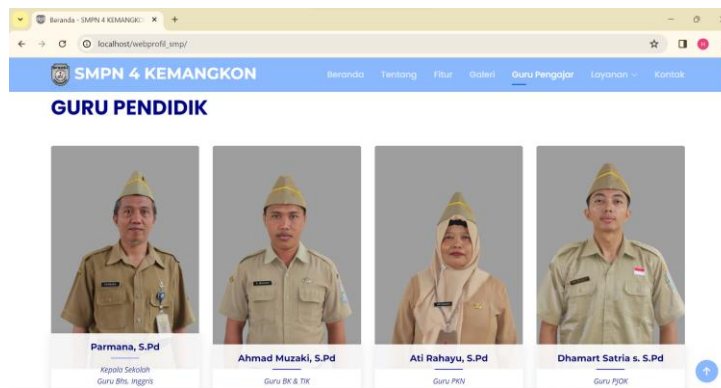 Beranda - SMPN 4 KEMANGKO
localhost/webprofil_smp/
SMPN 4 KEMANGKON
Beranda Tentang Fitur Galeri Guru Pengajar Layanan Kontak
GURU PENDIDIK
Parmana, S.Pd
Kepala Sekolah
Guru Bhs. Inggris
Ahmad Muzaki, S.Pd
Guru BK & TIK
Ati Rahayu, S.Pd
Guru PKN
Dhamart Satria s. S.Pd
Guru PJOK